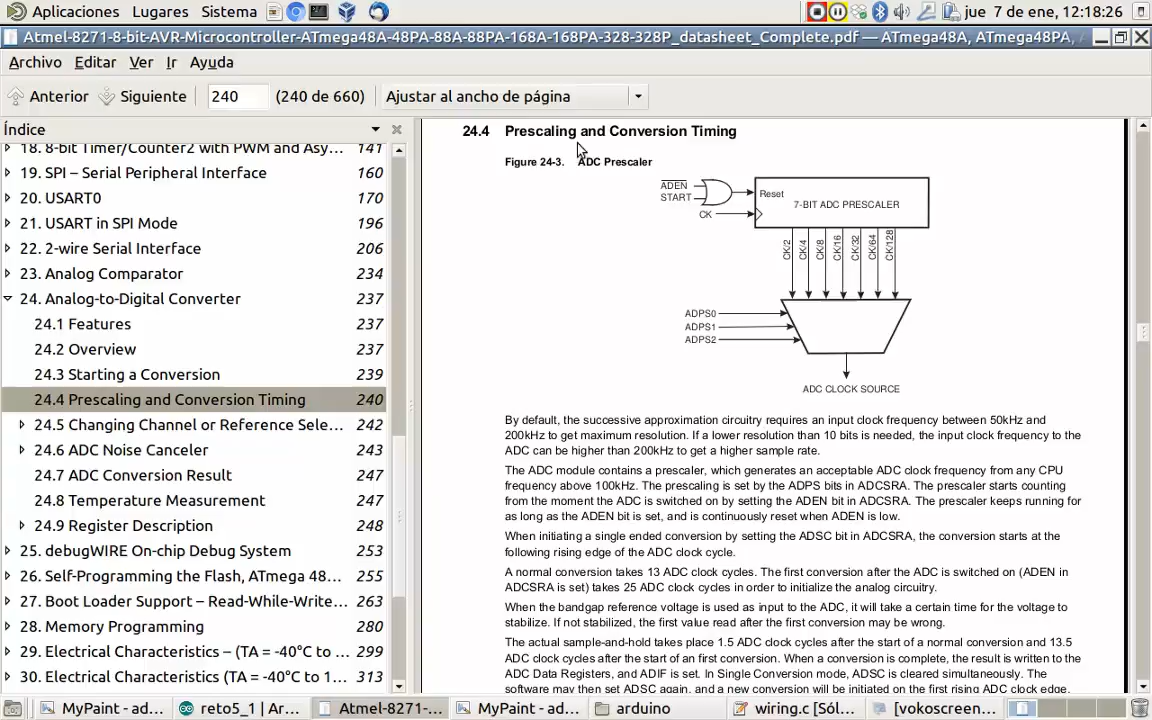 Aplicaciones Lugares Sistema jue 7 de ene, 12:18:26
Atmel-8271-8-bit-AVR-Microcontroller-ATmega48A-48PA-88A-88PA-168A-168PA-328-328P_datasheet_Complete.pdf — ATmega48A, ATmega48PA,
Archivo Editar Ver Ir Ayuda
Anterior Siguiente 240 (240 de 660) Ajustar al ancho de página
Índice
18. 8-bit Timer/Counter2 with PWM and Asy... 141
19. SPI – Serial Peripheral Interface 160
20. USART0 170
21. USART in SPI Mode 196
22. 2-wire Serial Interface 206
23. Analog Comparator 234
24. Analog-to-Digital Converter 237
24.1 Features 237
24.2 Overview 237
24.3 Starting a Conversion 239
24.4 Prescaling and Conversion Timing 240
24.5 Changing Channel or Reference Sele... 242
24.6 ADC Noise Canceler 243
24.7 ADC Conversion Result 247
24.8 Temperature Measurement 247
24.9 Register Description 248
25. debugWIRE On-chip Debug System 253
26. Self-Programming the Flash, ATmega 48... 255
27. Boot Loader Support – Read-While-Write... 263
28. Memory Programming 280
29. Electrical Characteristics – (TA = -40°C to ... 299
30. Electrical Characteristics (TA = -40°C to 1... 313
24.4 Prescaling and Conversion Timing
Figure 24-3. ADC Prescaler
ADEN
START
CK
Reset
7-BIT ADC PRESCALER
CK/2
CK/4
CK/8
CK/16
CK/32
CK/64
CK/128
ADPS0
ADPS1
ADPS2
ADC CLOCK SOURCE
By default, the successive approximation circuitry requires an input clock frequency between 50kHz and
200kHz to get maximum resolution. If a lower resolution than 10 bits is needed, the input clock frequency to the
ADC can be higher than 200kHz to get a higher sample rate.
The ADC module contains a prescaler, which generates an acceptable ADC clock frequency from any CPU
frequency above 100kHz. The prescaling is set by the ADPS bits in ADCSRA. The prescaler starts counting
from the moment the ADC is switched on by setting the ADEN bit in ADCSRA. The prescaler keeps running for
as long as the ADEN bit is set, and is continuously reset when ADEN is low.
When initiating a single ended conversion by setting the ADSC bit in ADCSRA, the conversion starts at the
following rising edge of the ADC clock cycle.
A normal conversion takes 13 ADC clock cycles. The first conversion after the ADC is switched on (ADEN in
ADCSRA is set) takes 25 ADC clock cycles in order to initialize the analog circuitry.
When the bandgap reference voltage is used as input to the ADC, it will take a certain time for the voltage to
stabilize. If not stabilized, the first value read after the first conversion may be wrong.
The actual sample-and-hold takes place 1.5 ADC clock cycles after the start of a normal conversion and 13.5
ADC clock cycles after the start of an first conversion. When a conversion is complete, the result is written to the
ADC Data Registers, and ADIF is set. In Single Conversion mode, ADSC is cleared simultaneously. The
software may then set ADSC again, and a new conversion will be initiated on the first rising ADC clock edge.
MyPaint - ad... reto5_1 | Ar... Atmel-8271-... MyPaint - ad... arduino wiring.c [Sól... [vokoscreen...